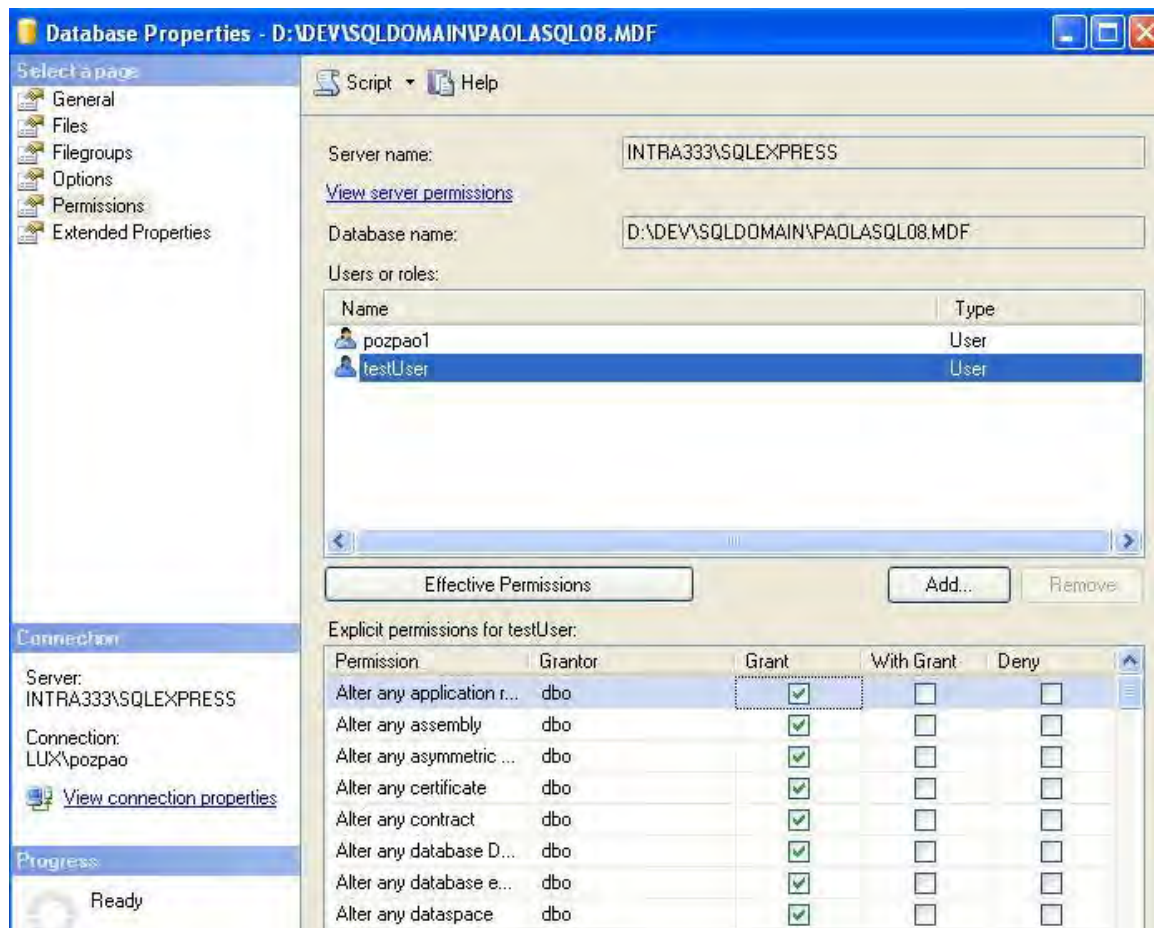 Database Properties - D:\DEV\SQLDOMAIN\PAOLASQL08.MDF
Select a page
General
Files
Filegroups
Options
Permissions
Extended Properties
Script Help
Server name: INTRA333\SQLEXPRESS
View server permissions
Database name: D:\DEV\SQLDOMAIN\PAOLASQL08.MDF
Users or roles:
Name Type
pozpao1 User
testUser User
Effective Permissions Add... Remove
Explicit permissions for testUser:
Permission Grantor Grant With Grant Deny
Alter any application r... dbo
Alter any assembly dbo
Alter any asymmetric ... dbo
Alter any certificate dbo
Alter any contract dbo
Alter any database D... dbo
Alter any database e... dbo
Alter any dataspace dbo
Connection
Server:
INTRA333\SQLEXPRESS
Connection:
LUX\pozpao
View connection properties
Progress
Ready